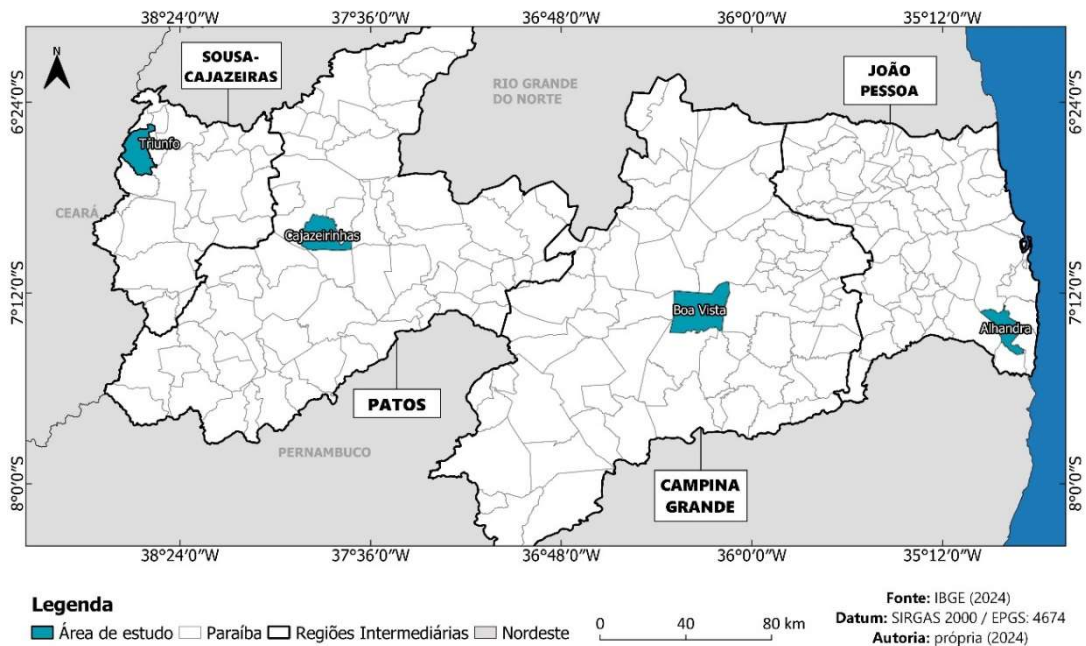 38°24'0"W 37°36'0"W 36°48'0"W 36°0'0"W 35°12'0"W
N
SOUSA-
CAJAZEIRAS
RIO GRANDE
DO NORTE
JOÃO
PESSOA
6°24'0"S
6°24'0"S
Triunfo
CEARÁ
Cajazeirinhas
7°12'0"S
7°12'0"S
Boa Vista
Alhandra
PATOS
PERNAMBUCO
CAMPINA
GRANDE
8°0'0"S
8°0'0"S
38°24'0"W 37°36'0"W 36°48'0"W 36°0'0"W 35°12'0"W
Legenda
Área de estudo Paraíba Regiões Intermediárias Nordeste
0 40 80 km
Fonte: IBGE (2024)
Datum: SIRGAS 2000 / EPGS: 4674
Autoria: própria (2024)